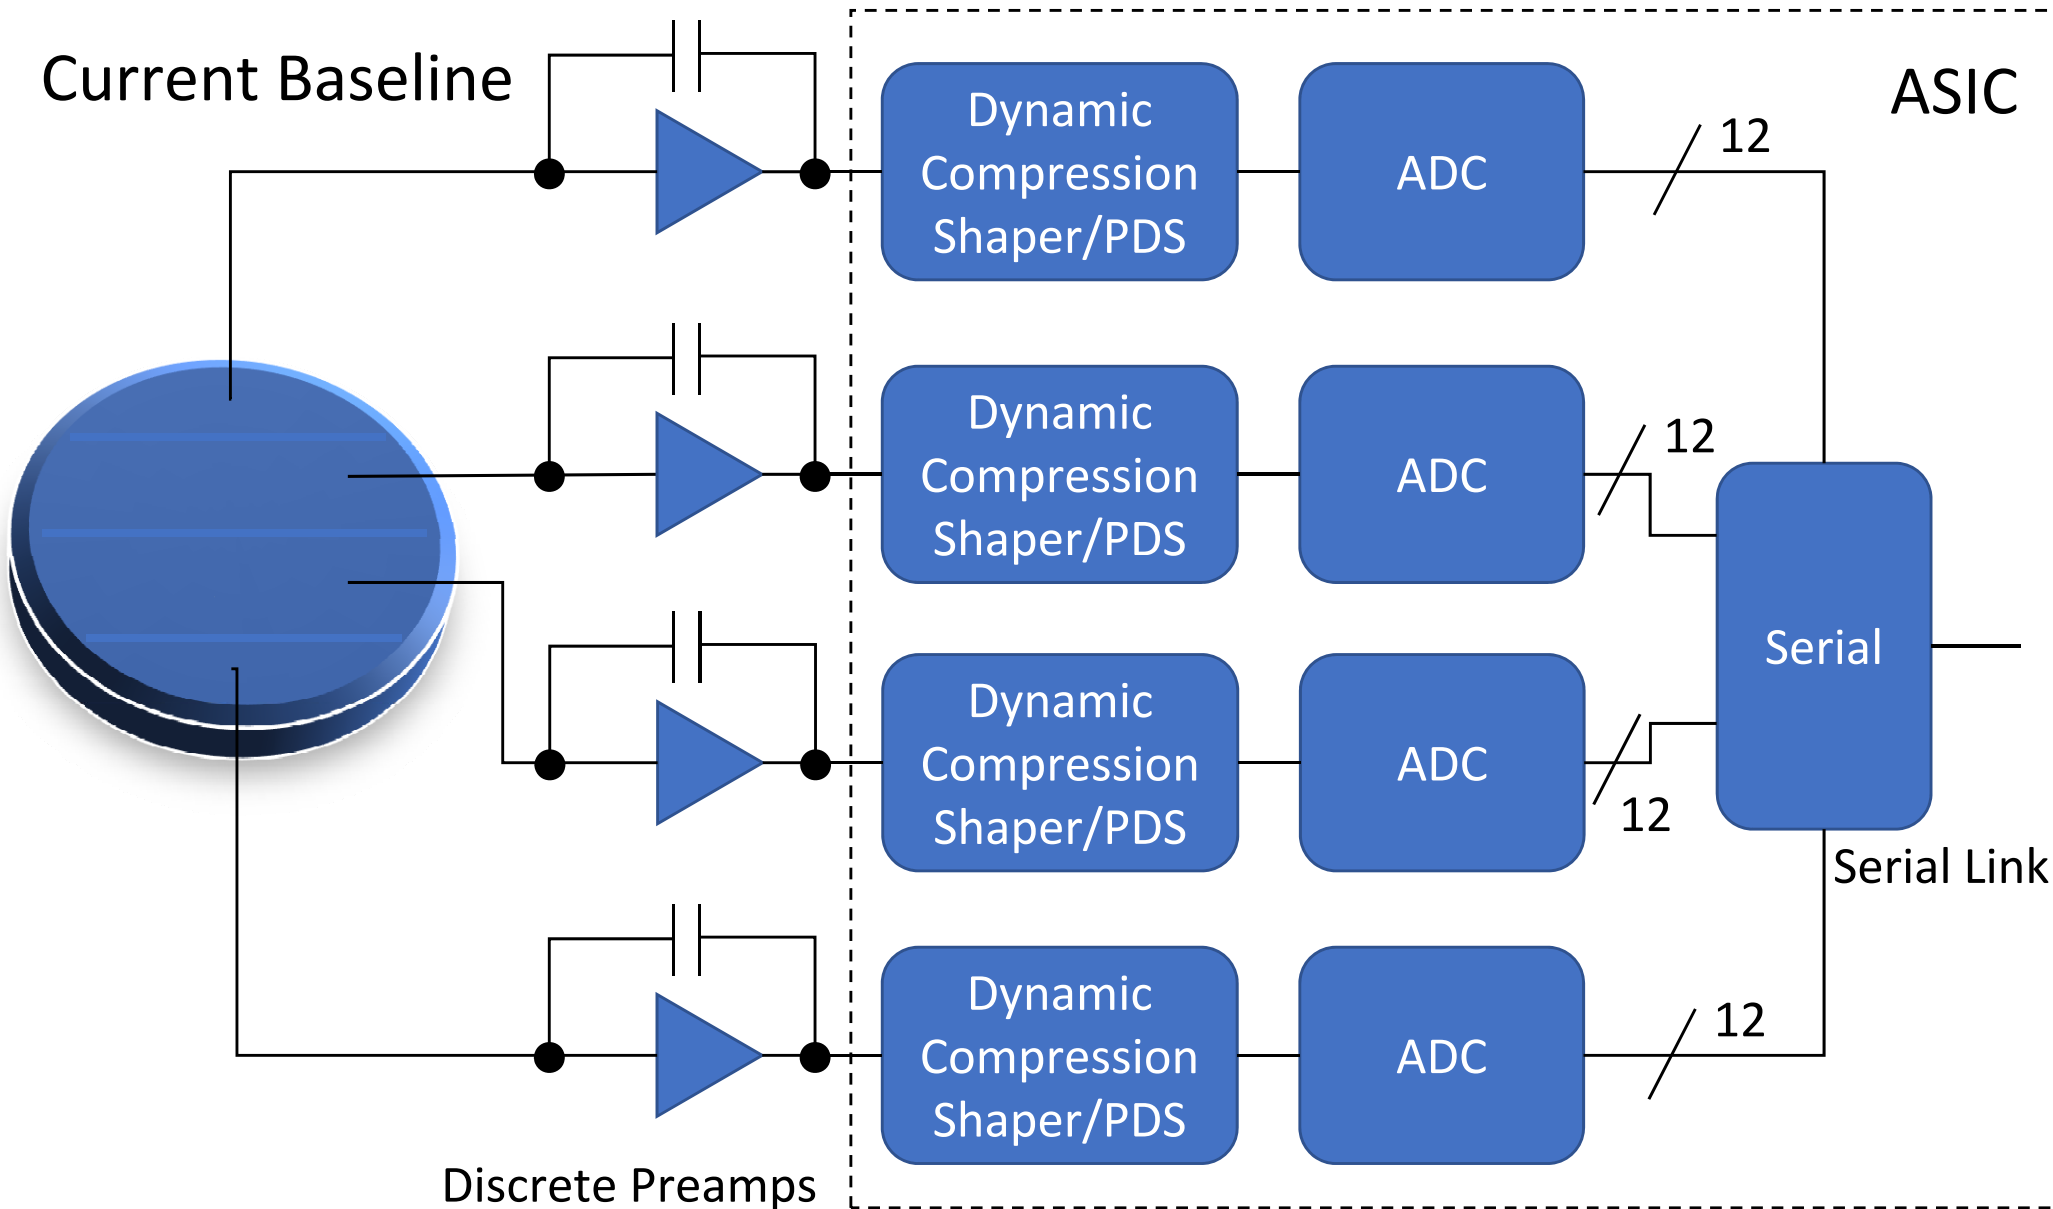 Current Baseline
ASIC
Dynamic
Compression
Shaper/PDS
ADC
12
Dynamic
Compression
Shaper/PDS
ADC
12
Dynamic
Compression
Shaper/PDS
ADC
12
Serial
Serial Link
Dynamic
Compression
Shaper/PDS
ADC
12
Discrete Preamps